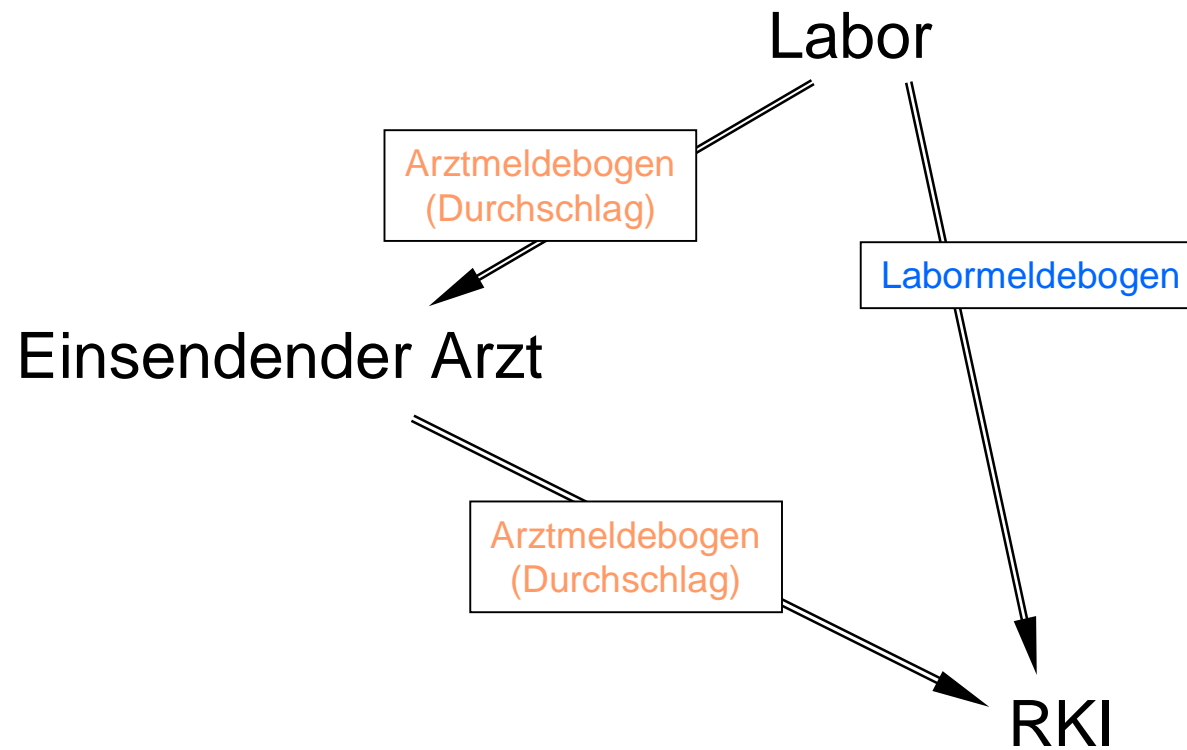 Labor
Arztmeldebogen
(Durchschlag)
Labormeldebogen
Einsendender Arzt
Arztmeldebogen
(Durchschlag)
RKI